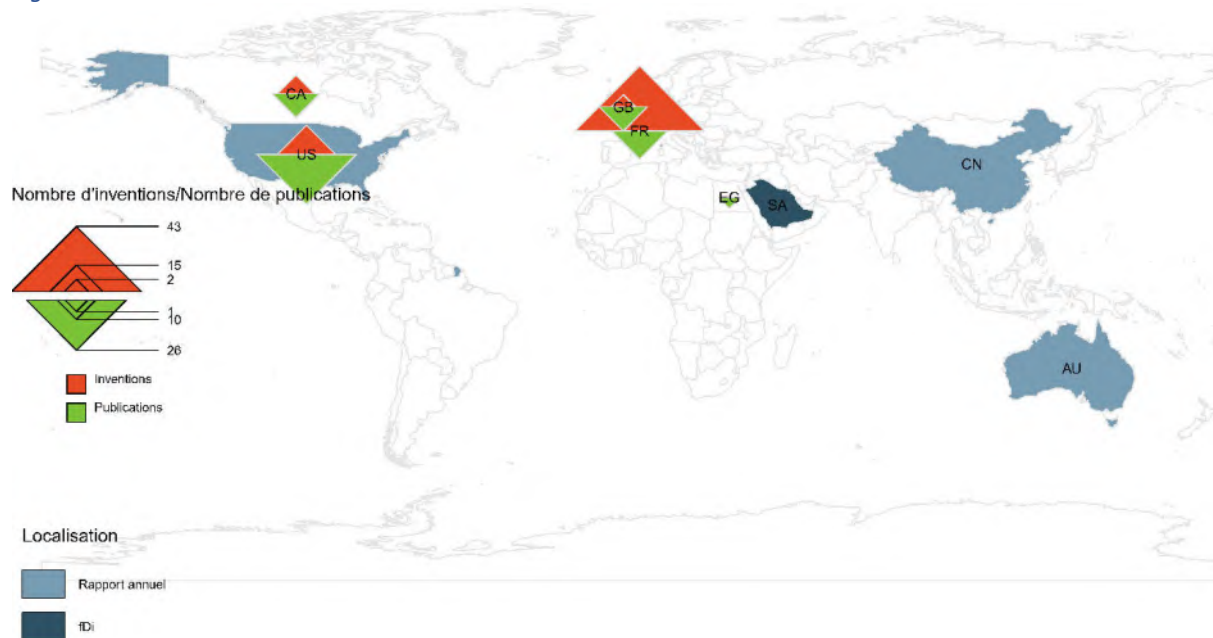 CA
GB
FR
US
CN
EG
SA
AU
Nombre d'inventions/Nombre de publications
43
15
2
1
10
26
Inventions
Publications
Localisation
Rapport annuel
fDi